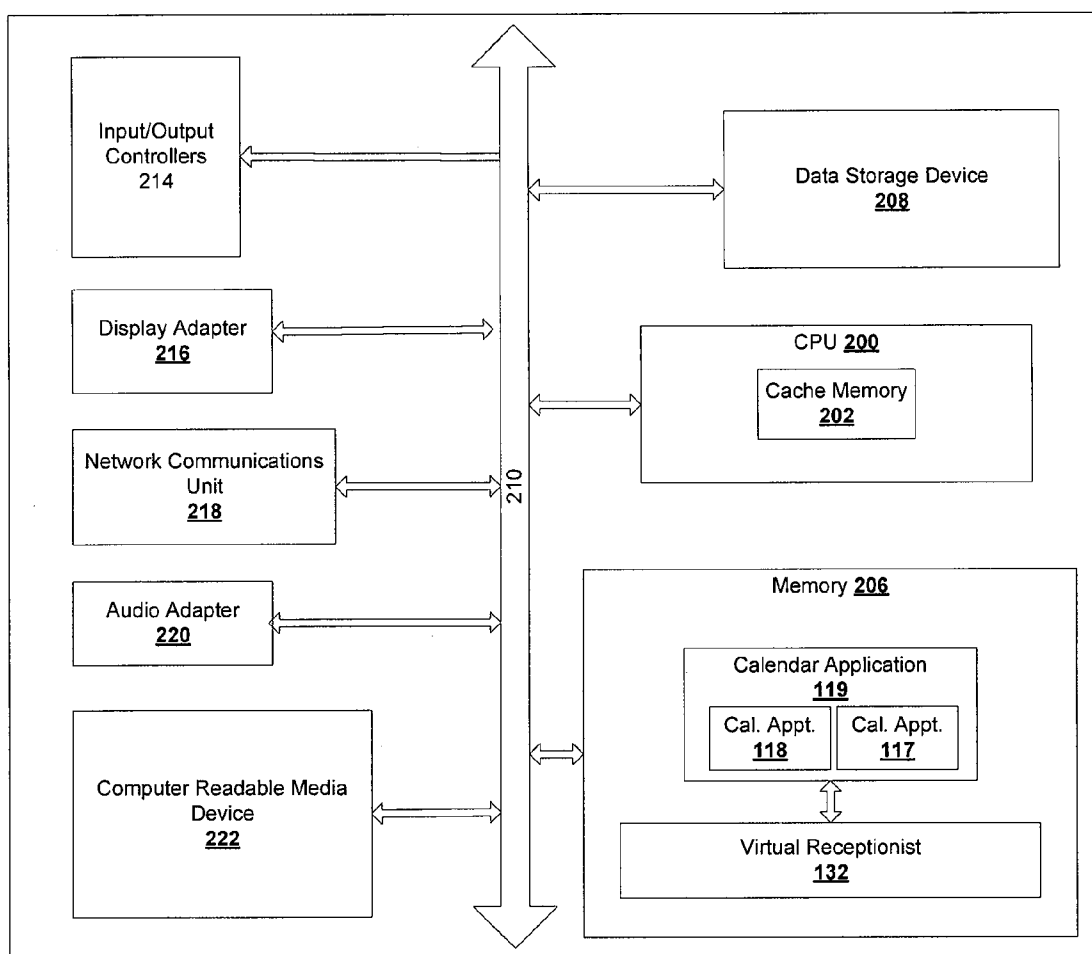 Input/Output
Controllers
214
Display Adapter
216
Network Communications
Unit
218
Audio Adapter
220
Computer Readable Media
Device
222
210
Data Storage Device
208
CPU 200
Cache Memory
202
Memory 206
Calendar Application
119
Cal. Appt.
118
Cal. Appt.
117
Virtual Receptionist
132